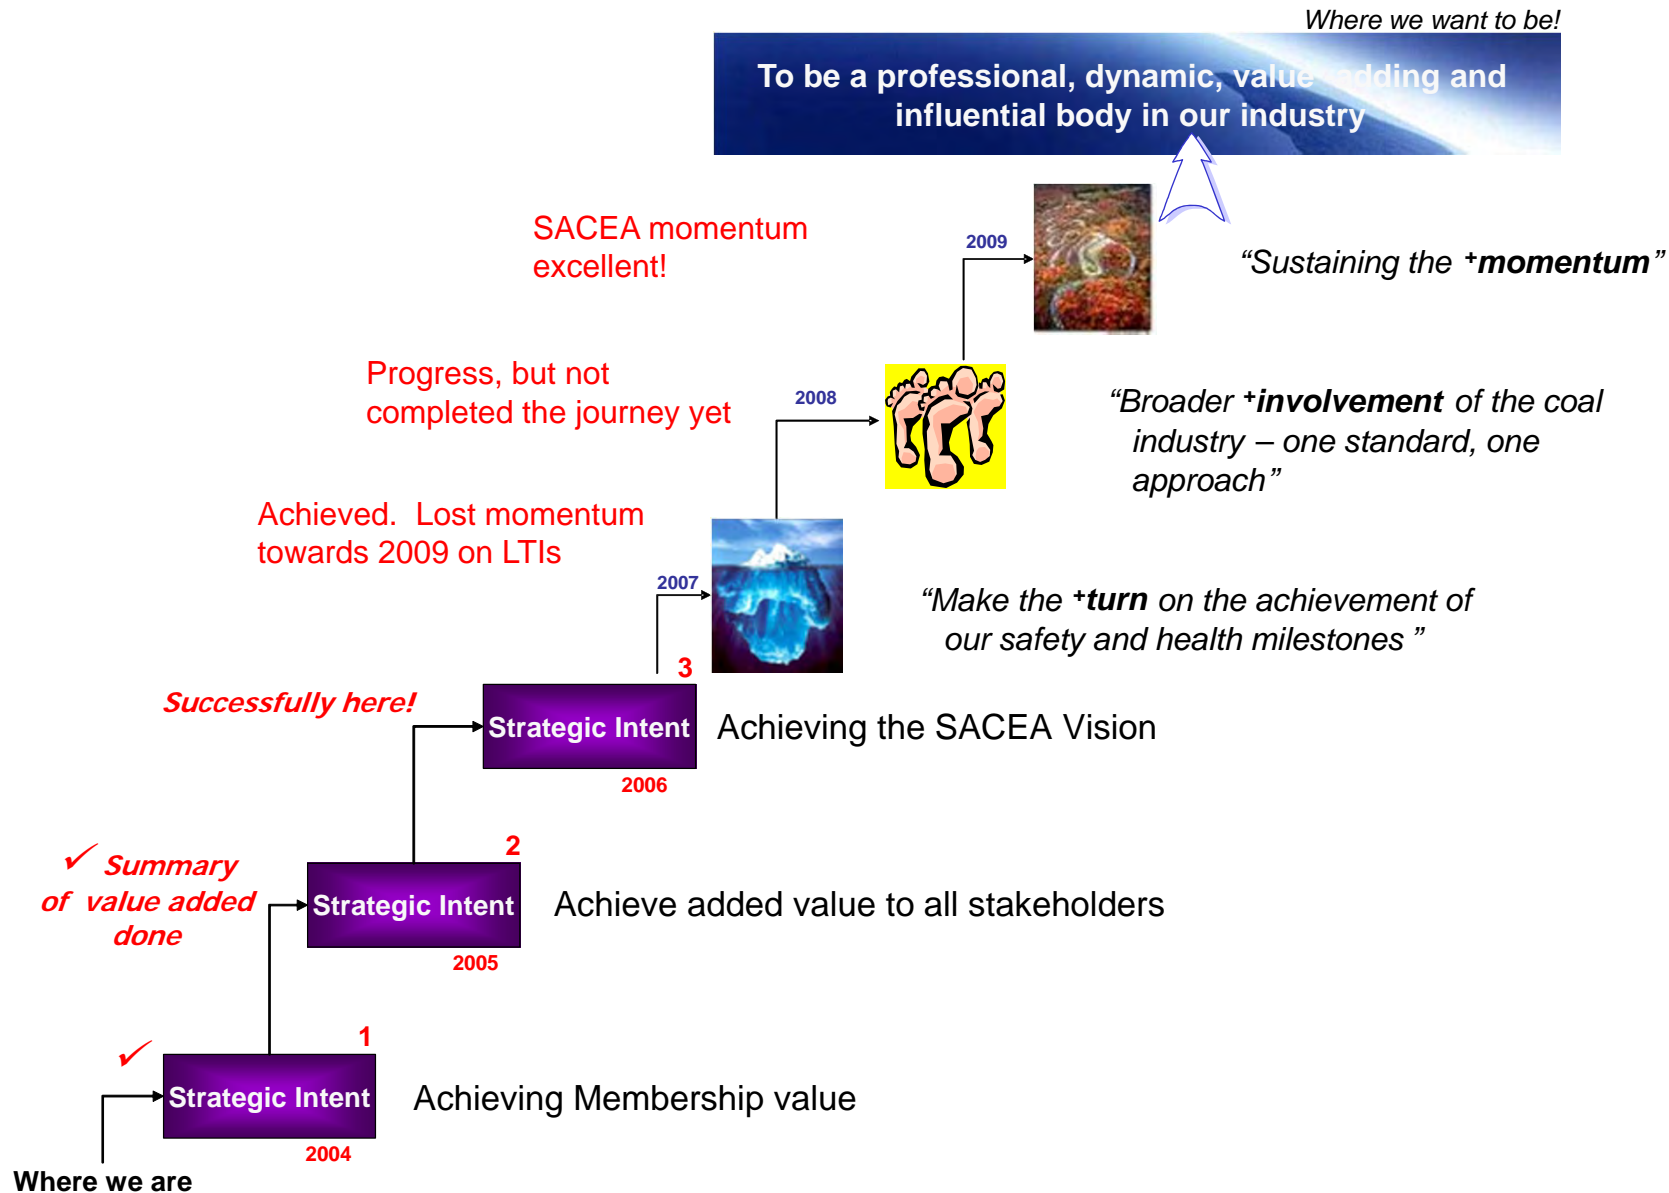 Where we want to be!
To be a professional, dynamic, value adding and
influential body in our industry
SACEA momentum
excellent!
2009
“Sustaining the +momentum”
Progress, but not
completed the journey yet
2008
“Broader +involvement of the coal
industry – one standard, one
approach”
Achieved. Lost momentum
towards 2009 on LTIs
2007
“Make the +turn on the achievement of
our safety and health milestones ”
3
Successfully here!
Strategic Intent
Achieving the SACEA Vision
2006
2
✓ Summary
of value added
done
Strategic Intent
Achieve added value to all stakeholders
2005
1
✓
Strategic Intent
Achieving Membership value
2004
Where we are